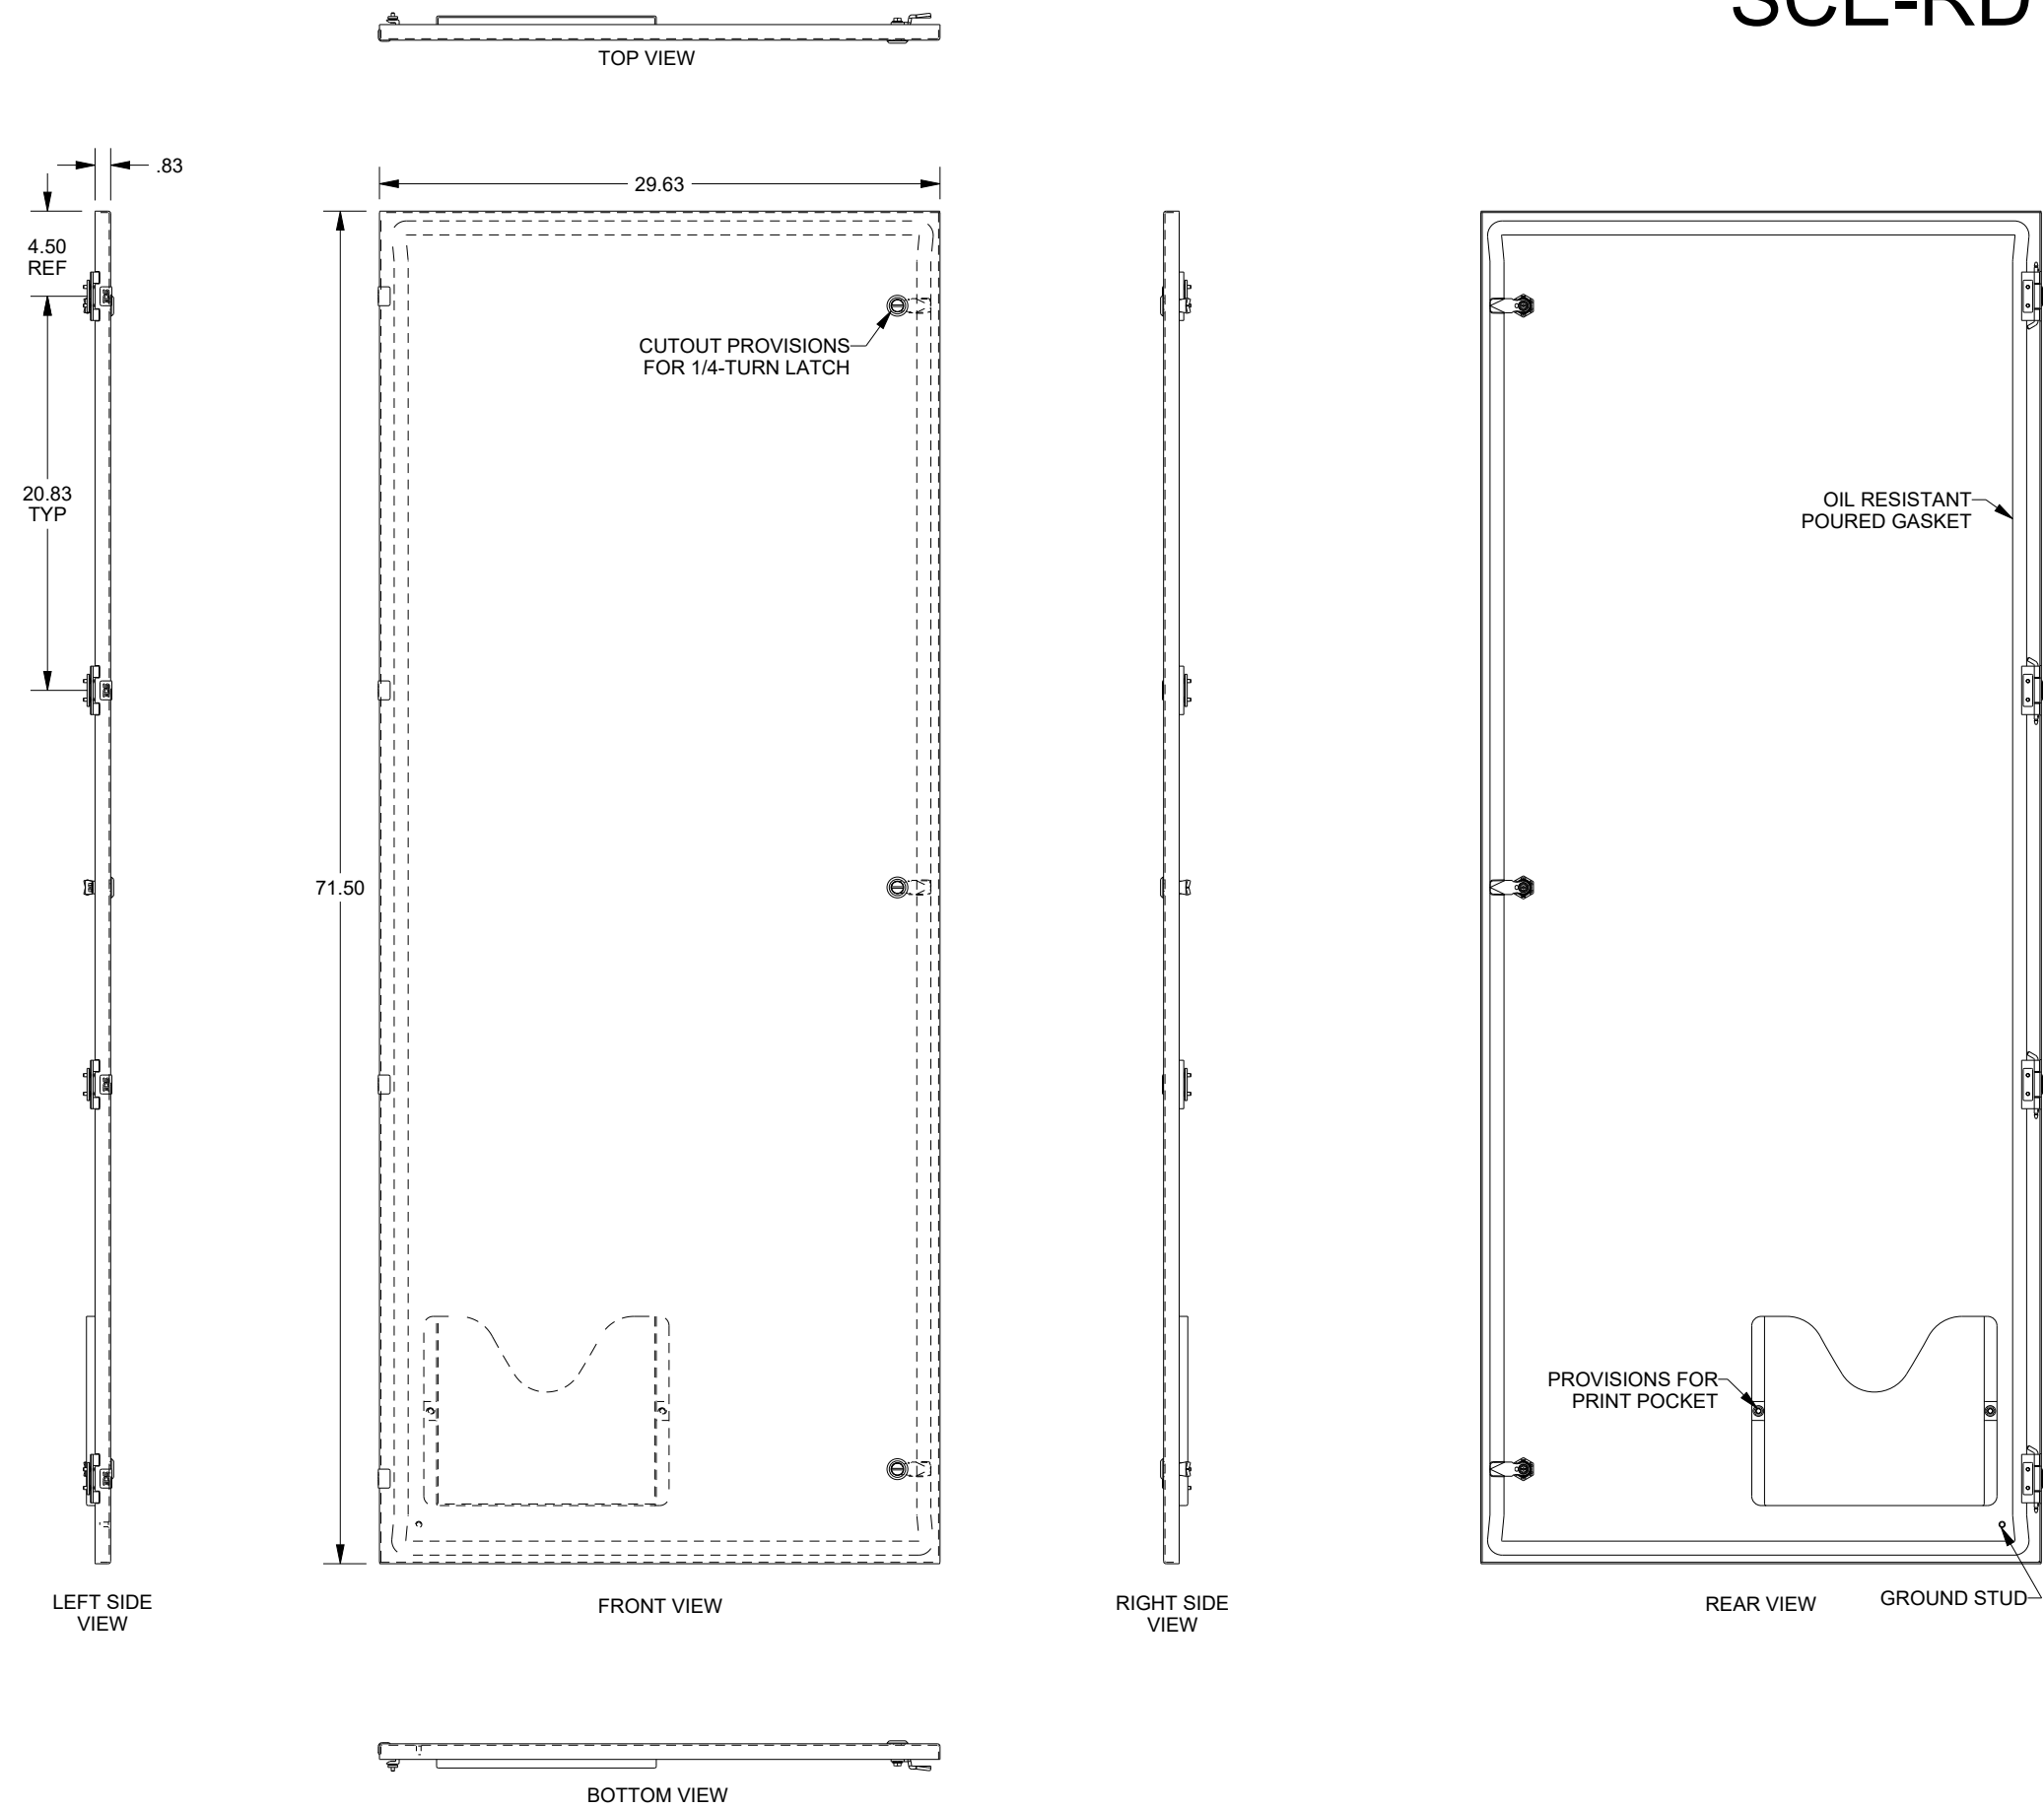 SCE-RD
TOP VIEW
.83
29.63
4.50
REF
CUTOUT PROVISIONS
FOR 1/4-TURN LATCH
20.83
TYP
OIL RESISTANT
POURED GASKET
71.50
PROVISIONS FOR
PRINT POCKET
LEFT SIDE
VIEW
FRONT VIEW
RIGHT SIDE
VIEW
REAR VIEW
GROUND STUD
BOTTOM VIEW